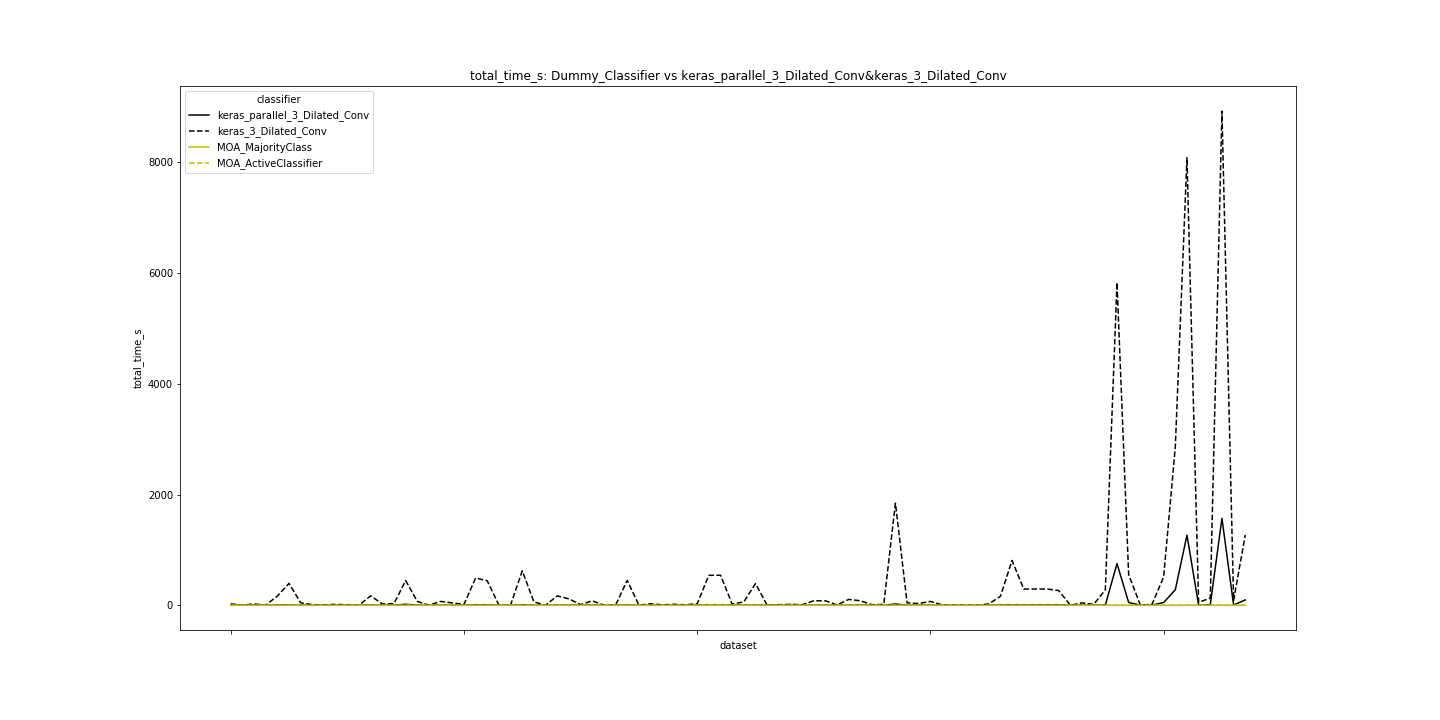 total_time_s: Dummy_Classifier vs keras_parallel_3_Dilated_Conv&keras_3_Dilated_Conv
classifier
keras_parallel_3_Dilated_Conv
keras_3_Dilated_Conv
MOA_MajorityClass
MOA_ActiveClassifier
8000
6000
4000
2000
0
total_time_s
dataset